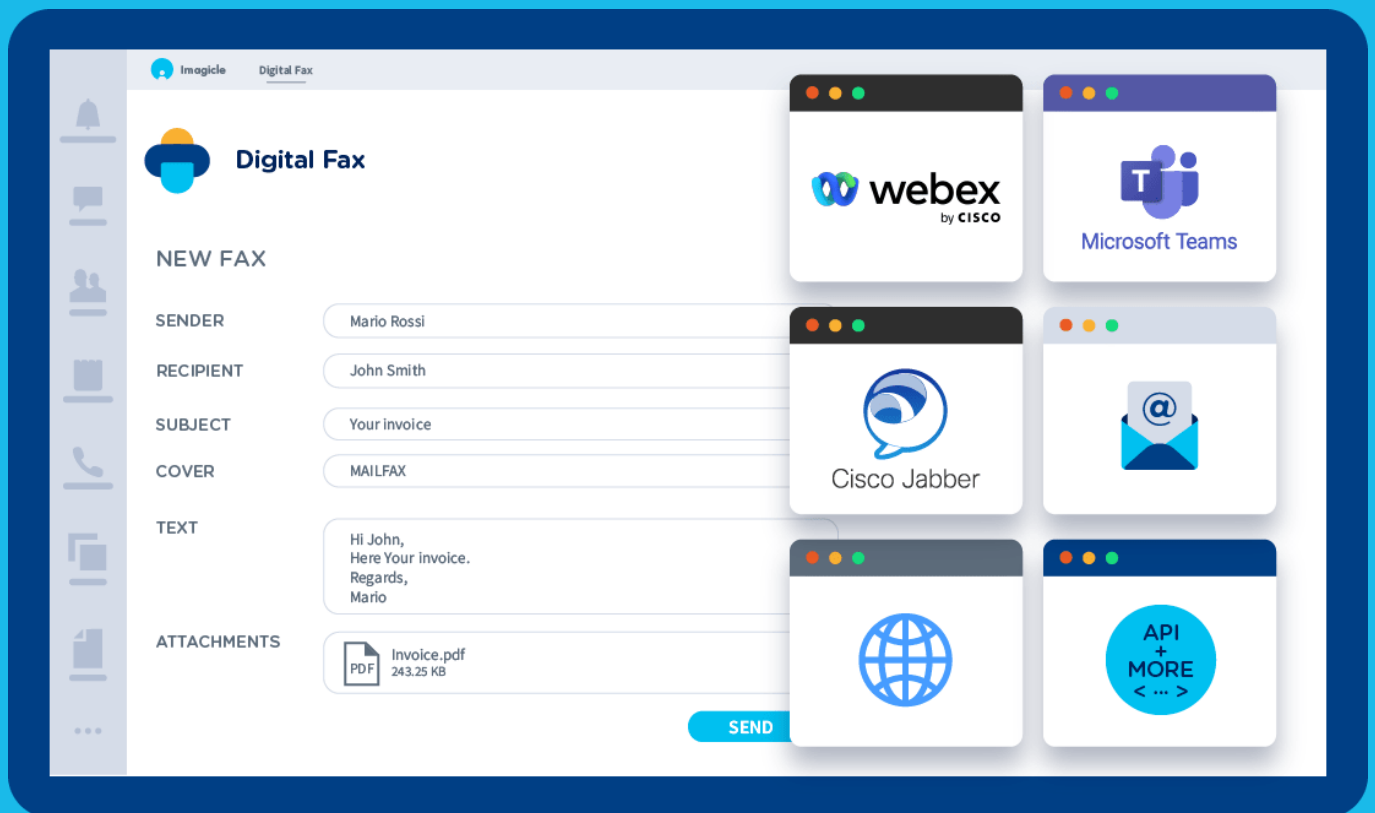 Imagicle
Digital Fax
Digital Fax
NEW FAX
SENDER
Mario Rossi
RECIPIENT
John Smith
SUBJECT
Your invoice
COVER
MAILFAX
TEXT
Hi John,
Here Your invoice.
Regards,
Mario
ATTACHMENTS
PDF
Invoice.pdf
243.25 KB
SEND
webex
by CISCO
T
Microsoft Teams
Cisco Jabber
@
API
+
MORE
< ... >